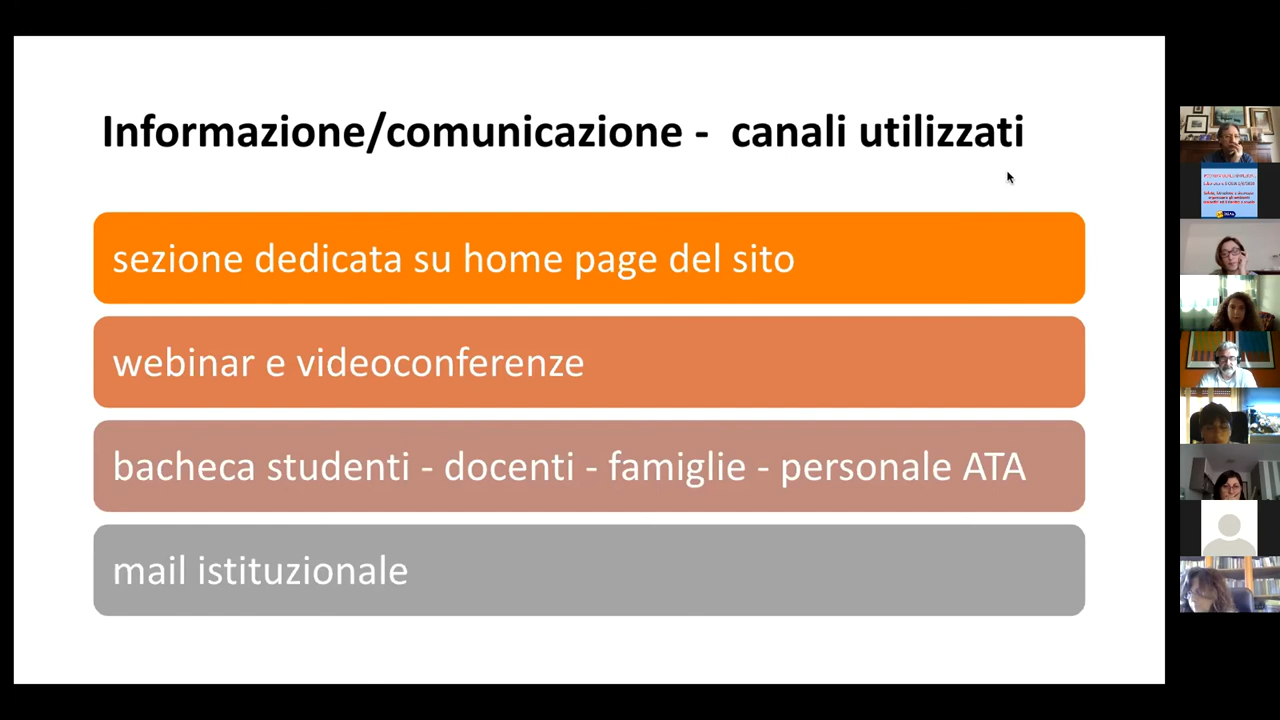 Informazione/comunicazione - canali utilizzati
sezione dedicata su home page del sito
webinar e videoconferenze
bacheca studenti - docenti - famiglie - personale ATA
mail istituzionale